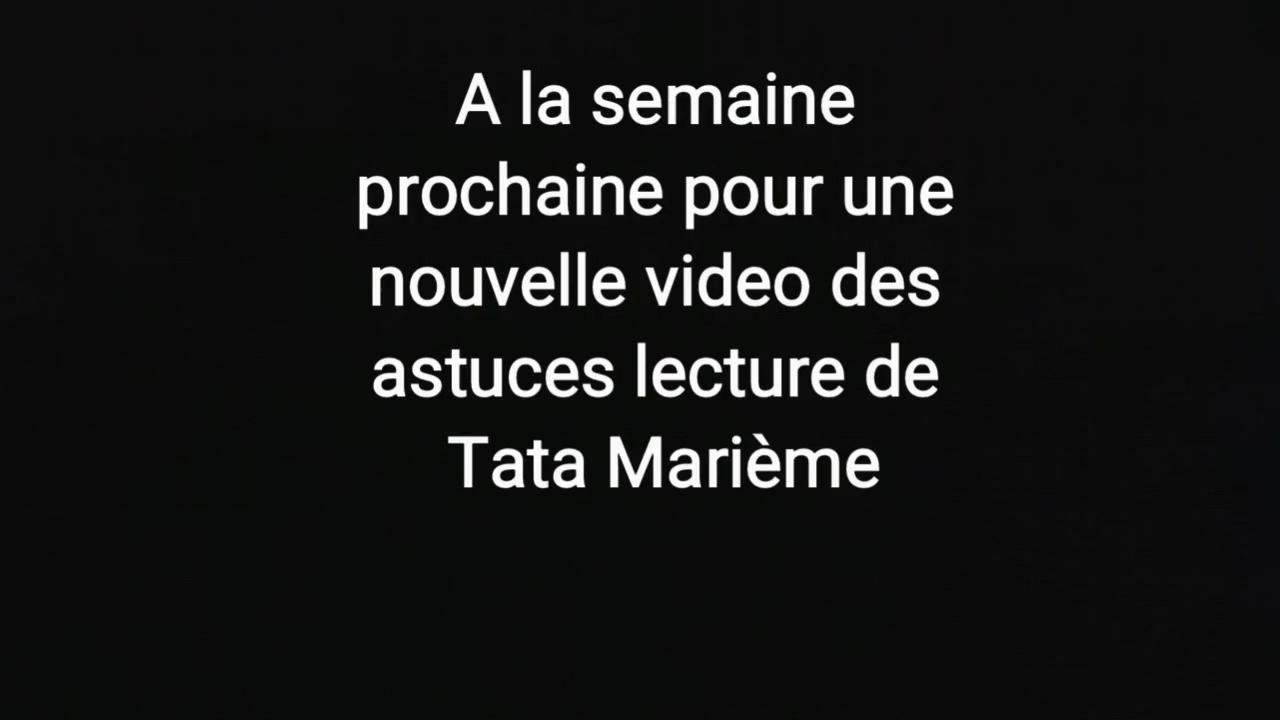 A la semaine
prochaine pour une
nouvelle video des
astuces lecture de
Tata Marième